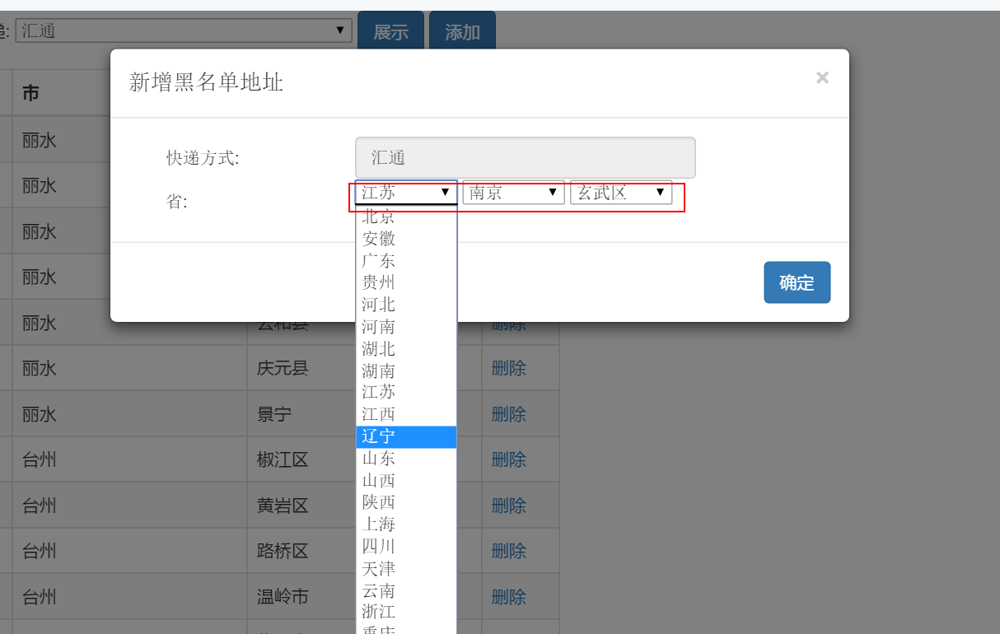 汇通 展示 添加
新增黑名单地址 ×
市
快递方式: 汇通
省: 江苏 南京 玄武区
北京
安徽
广东
贵州
河北
河南
湖北
湖南
江苏
江西
辽宁
山东
山西
陕西
上海
四川
天津
云南
浙江
重庆
确定
丽水
丽水
丽水
丽水
丽水 云和县 删除
丽水 庆元县 删除
丽水 景宁 删除
台州 椒江区 删除
台州 黄岩区 删除
台州 路桥区 删除
台州 温岭市 删除